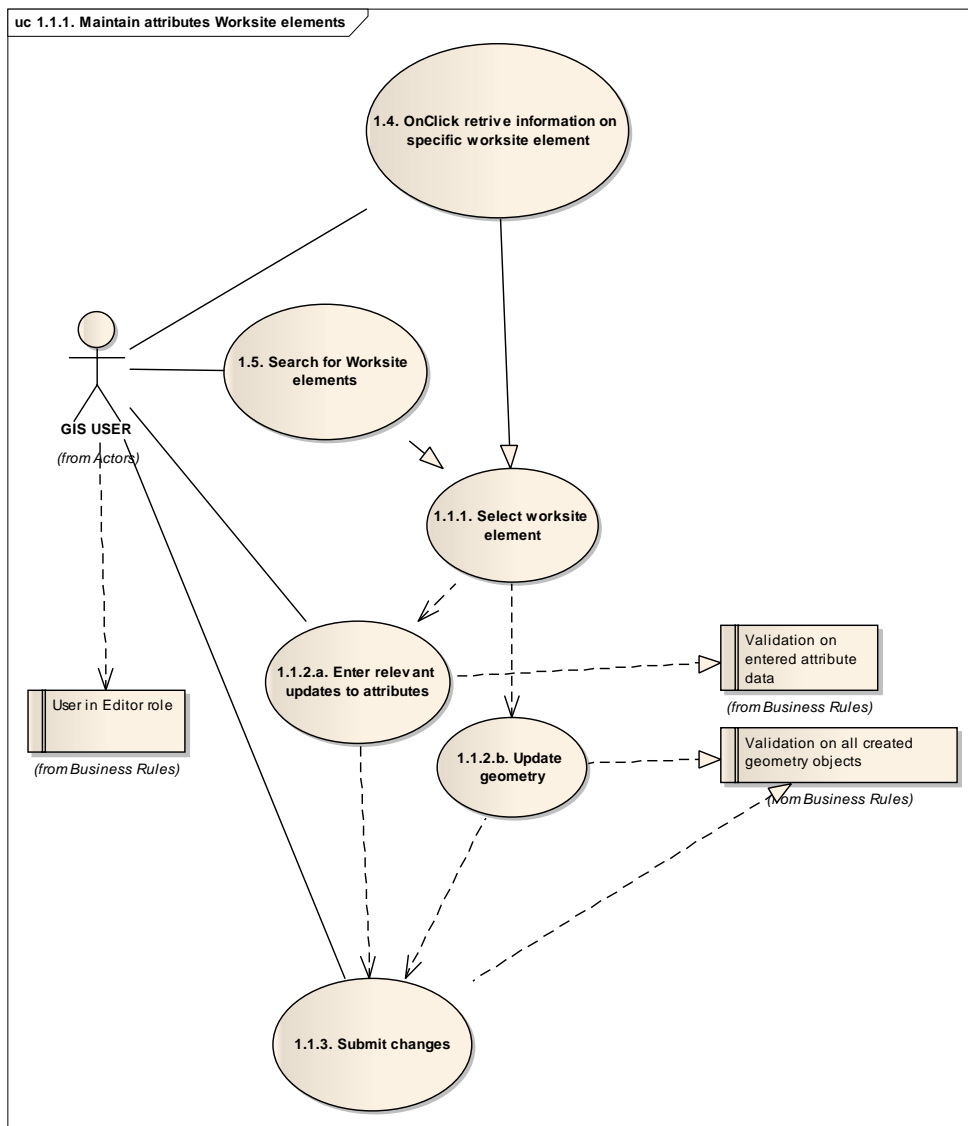 uc 1.1.1. Maintain attributes Worksite elements
1.4. OnClick retrive information on
specific worksite element
1.5. Search for Worksite
elements
GIS USER
(from Actors)
1.1.1. Select worksite
element
1.1.2.a. Enter relevant
updates to attributes
Validation on
entered attribute
data
(from Business Rules)
User in Editor role
(from Business Rules)
1.1.2.b. Update
geometry
Validation on all created
geometry objects
(from Business Rules)
1.1.3. Submit changes